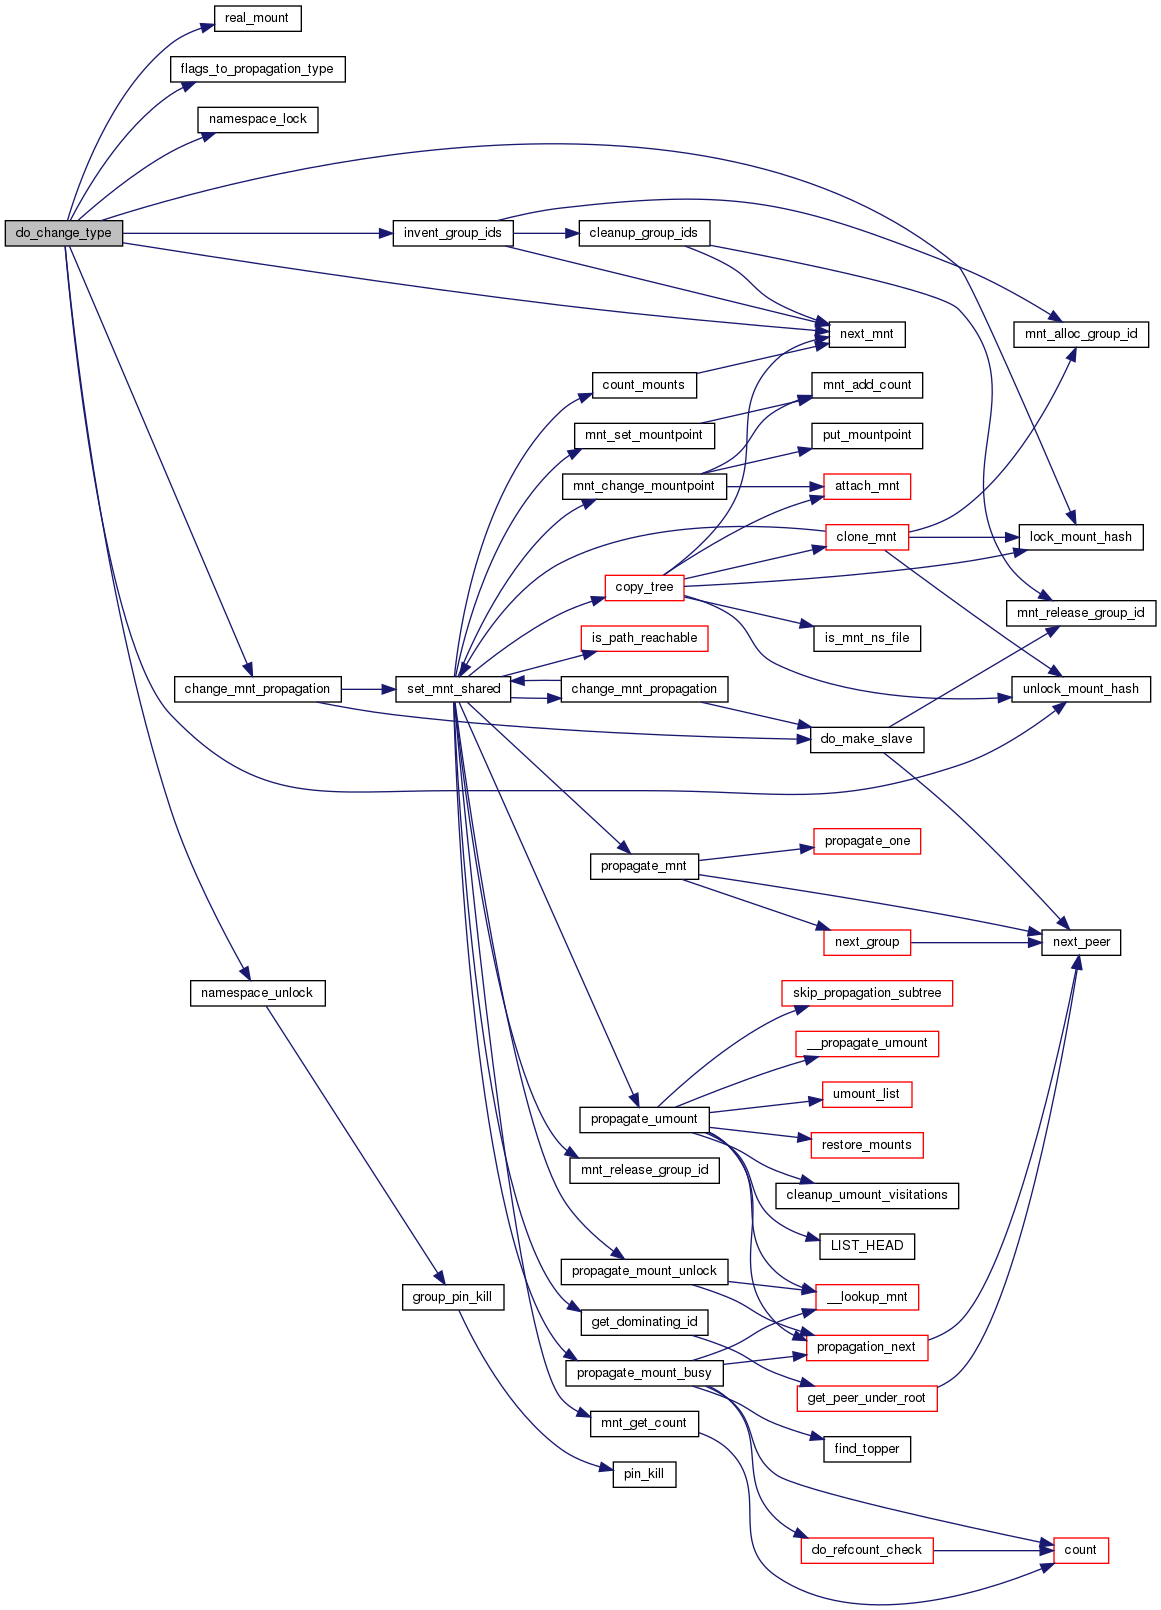 real_mount
flags_to_propagation_type
namespace_lock
do_change_type
invent_group_ids
cleanup_group_ids
next_mnt
mnt_alloc_group_id
count_mounts
mnt_add_count
mnt_set_mountpoint
put_mountpoint
mnt_change_mountpoint
attach_mnt
clone_mnt
lock_mount_hash
copy_tree
mnt_release_group_id
is_path_reachable
is_mnt_ns_file
change_mnt_propagation
set_mnt_shared
change_mnt_propagation
unlock_mount_hash
do_make_slave
propagate_one
propagate_mnt
next_group
next_peer
namespace_unlock
skip_propagation_subtree
__propagate_umount
umount_list
propagate_umount
restore_mounts
mnt_release_group_id
cleanup_umount_visitations
LIST_HEAD
propagate_mount_unlock
group_pin_kill
__lookup_mnt
get_dominating_id
propagation_next
propagate_mount_busy
get_peer_under_root
mnt_get_count
find_topper
pin_kill
do_refcount_check
count